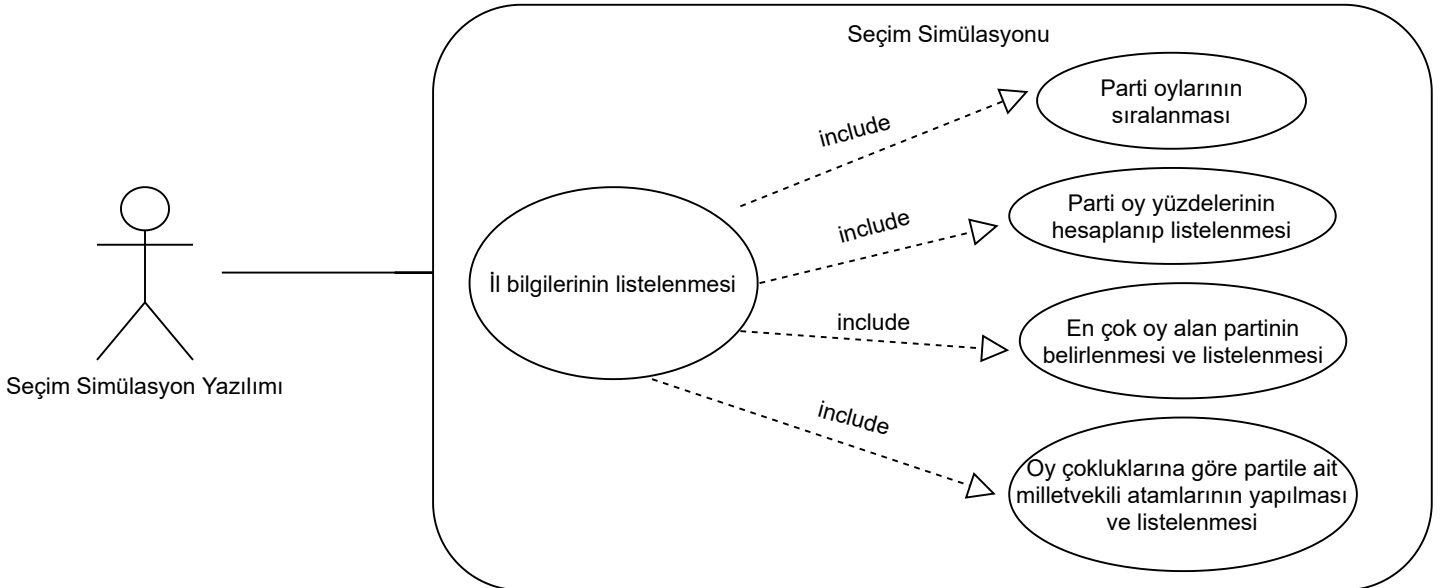 Seçim Simülasyonu
Parti oylarının
sıralanması
include
Parti oy yüzdelerinin
hesaplanıp listelenmesi
include
İl bilgilerinin listelenmesi
include
En çok oy alan partinin
belirlenmesi ve listelenmesi
Seçim Simülasyon Yazılımı
include
Oy çokluklarına göre partile ait
milletvekili atamlarının yapılması
ve listelenmesi